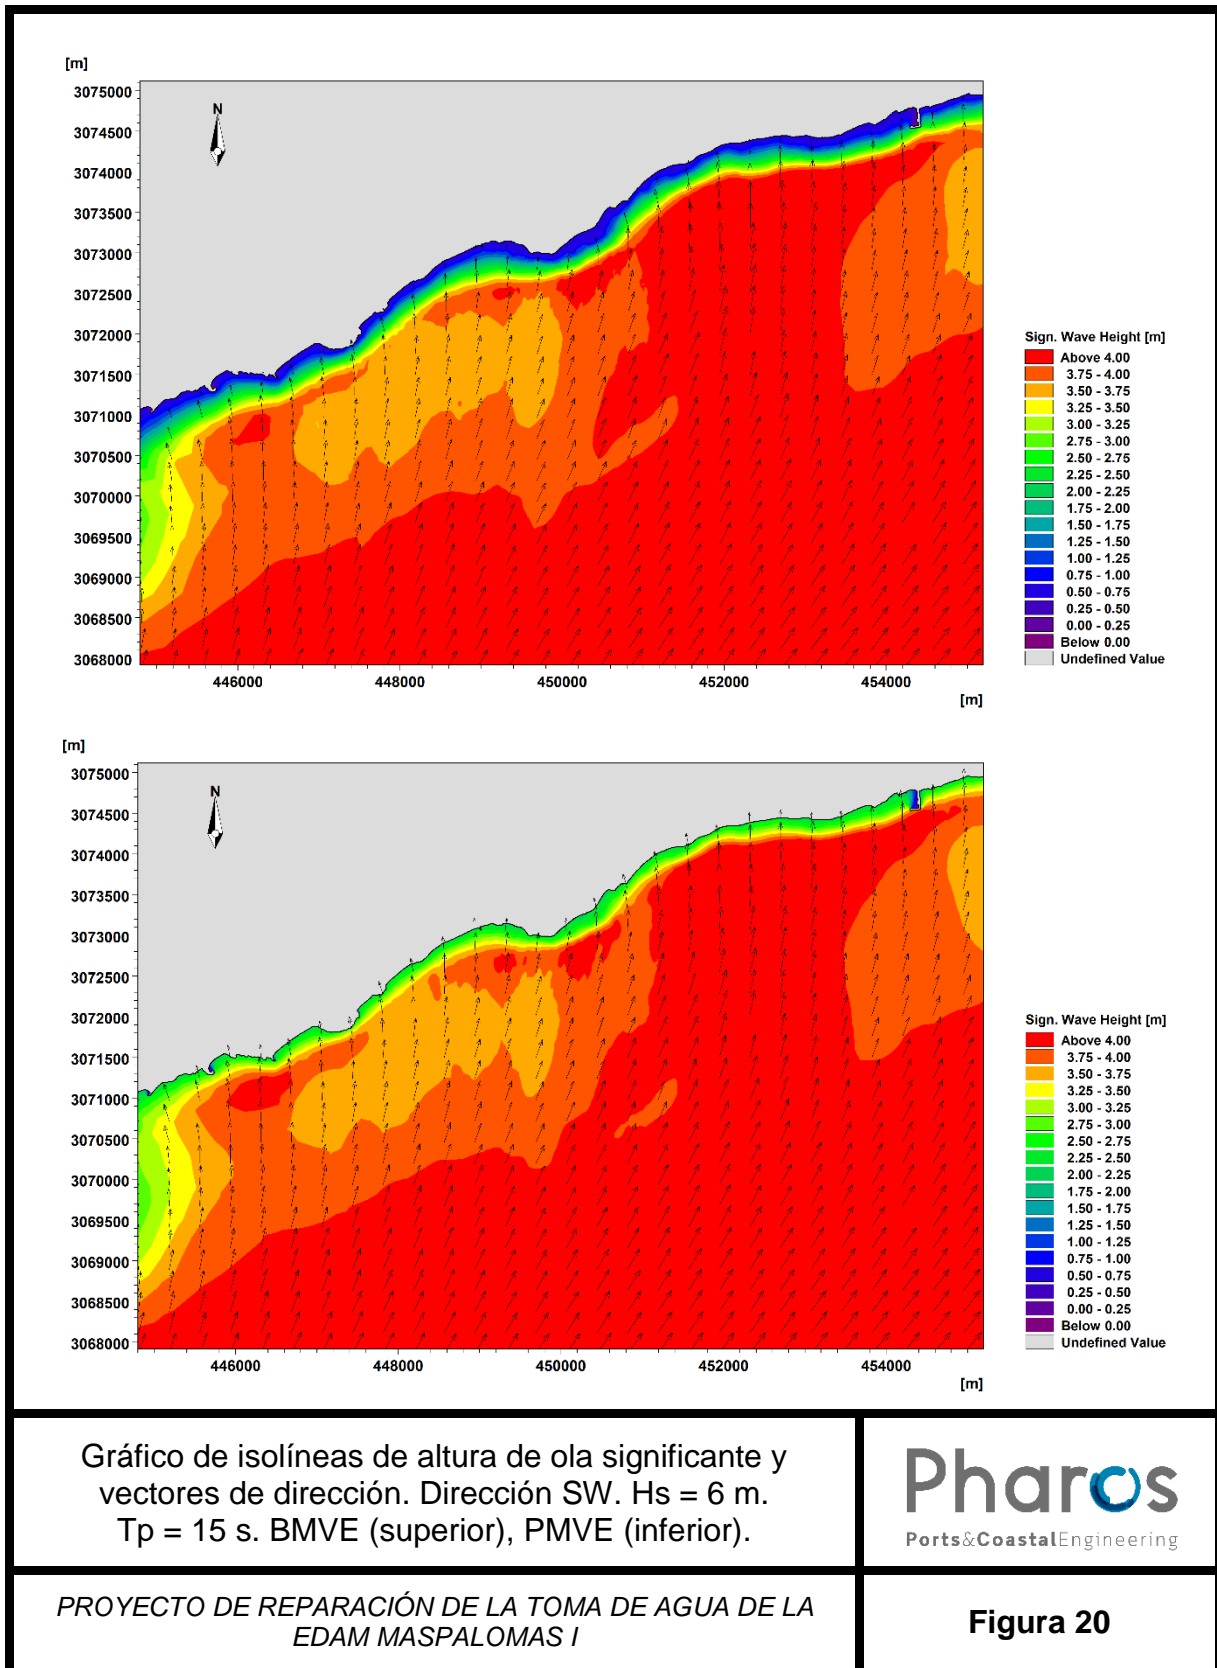 [m]
3075000
3074500
3074000
3073500
3073000
3072500
3072000
3071500
3071000
3070500
3070000
3069500
3069000
3068500
3068000
N
446000
448000
450000
452000
454000
[m]
Sign. Wave Height [m]
Above 4.00
3.75 - 4.00
3.50 - 3.75
3.25 - 3.50
3.00 - 3.25
2.75 - 3.00
2.50 - 2.75
2.25 - 2.50
2.00 - 2.25
1.75 - 2.00
1.50 - 1.75
1.25 - 1.50
1.00 - 1.25
0.75 - 1.00
0.50 - 0.75
0.25 - 0.50
0.00 - 0.25
Below 0.00
Undefined Value
[m]
3075000
3074500
3074000
3073500
3073000
3072500
3072000
3071500
3071000
3070500
3070000
3069500
3069000
3068500
3068000
N
446000
448000
450000
452000
454000
[m]
Sign. Wave Height [m]
Above 4.00
3.75 - 4.00
3.50 - 3.75
3.25 - 3.50
3.00 - 3.25
2.75 - 3.00
2.50 - 2.75
2.25 - 2.50
2.00 - 2.25
1.75 - 2.00
1.50 - 1.75
1.25 - 1.50
1.00 - 1.25
0.75 - 1.00
0.50 - 0.75
0.25 - 0.50
0.00 - 0.25
Below 0.00
Undefined Value
Gráfico de isolíneas de altura de ola significante y
vectores de dirección. Dirección SW. Hs = 6 m.
Tp = 15 s. BMVE (superior), PMVE (inferior).
Pharos
Ports&CoastalEngineering
PROYECTO DE REPARACIÓN DE LA TOMA DE AGUA DE LA
EDAM MASPALOMAS I
Figura 20